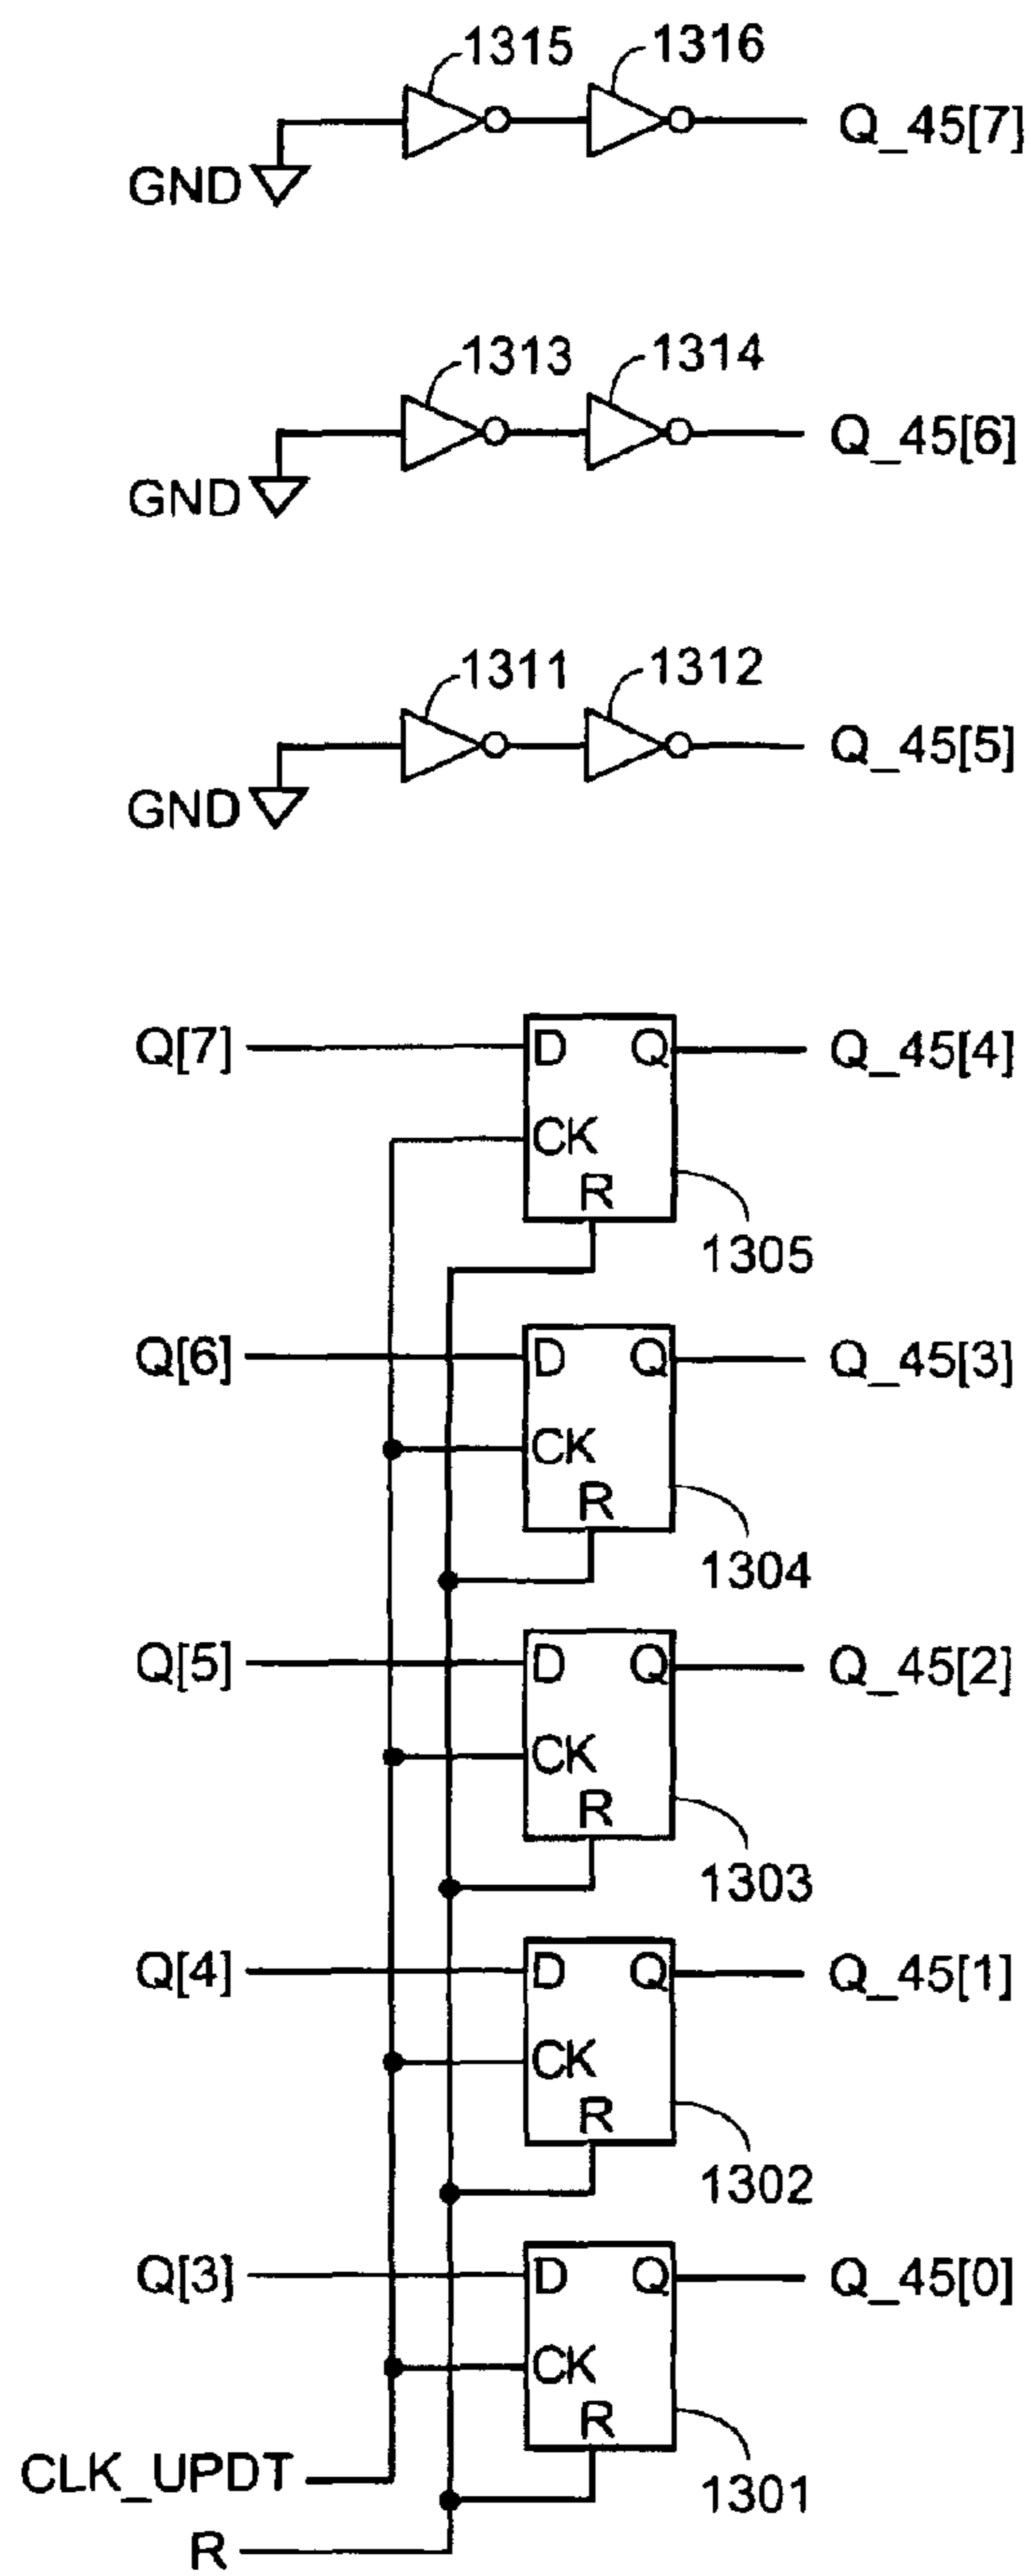 1315 1316
Q_45[7]
GND
1313 1314
Q_45[6]
GND
1311 1312
Q_45[5]
GND
Q[7] D Q Q_45[4]
CK
R
1305
Q[6] D Q Q_45[3]
CK
R
1304
Q[5] D Q Q_45[2]
CK
R
1303
Q[4] D Q Q_45[1]
CK
R
1302
Q[3] D Q Q_45[0]
CK
R
CLK_UPDT
1301
R